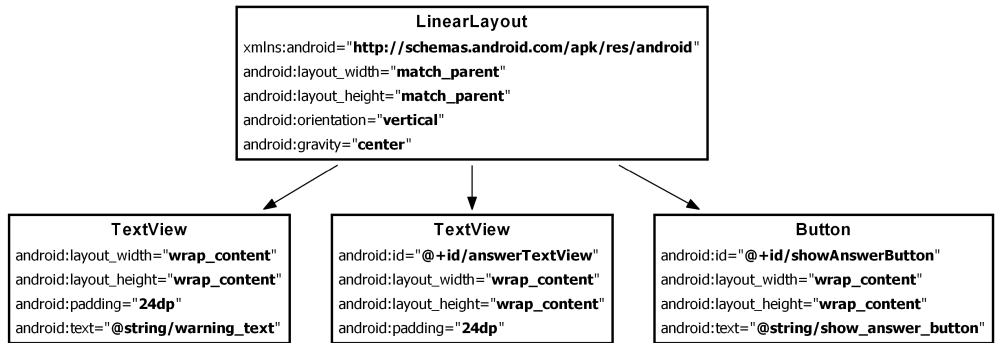 LinearLayout
xmlns:android="http://schemas.android.com/apk/res/android"
android:layout_width="match_parent"
android:layout_height="match_parent"
android:orientation="vertical"
android:gravity="center"
TextView
android:layout_width="wrap_content"
android:layout_height="wrap_content"
android:padding="24dp"
android:text="@string/warning_text"
TextView
android:id="@+id/answerTextView"
android:layout_width="wrap_content"
android:layout_height="wrap_content"
android:padding="24dp"
Button
android:id="@+id/showAnswerButton"
android:layout_width="wrap_content"
android:layout_height="wrap_content"
android:text="@string/show_answer_button"